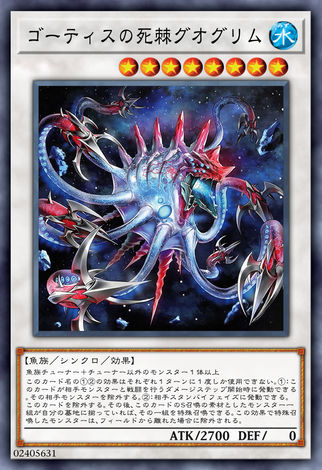 ゴーティスの死棘グオグリム
水
【魚族／シンクロ／効果】
魚族チューナー＋チューナー以外のモンスター１体以上
このカード名の①②の効果はそれぞれ１ターンに１度しか使用できない。①：こ
のカードが相手モンスターと戦闘を行うダメージステップ開始時に発動できる
。その相手モンスターを除外する。②：相手スタンバイフェイズに発動できる。
このカードを除外する。その後、このカードのS召喚の素材としたモンスター一
組が自分の墓地に揃っていれば、その一組を特殊召喚できる。この効果で特殊召
喚したモンスターは、フィールドから離れた場合に除外される。
ATK/2700 DEF/ 0
02405631